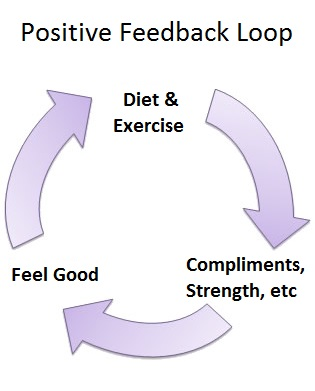 Positive Feedback Loop
Diet &
Exercise
Compliments,
Strength, etc
Feel Good